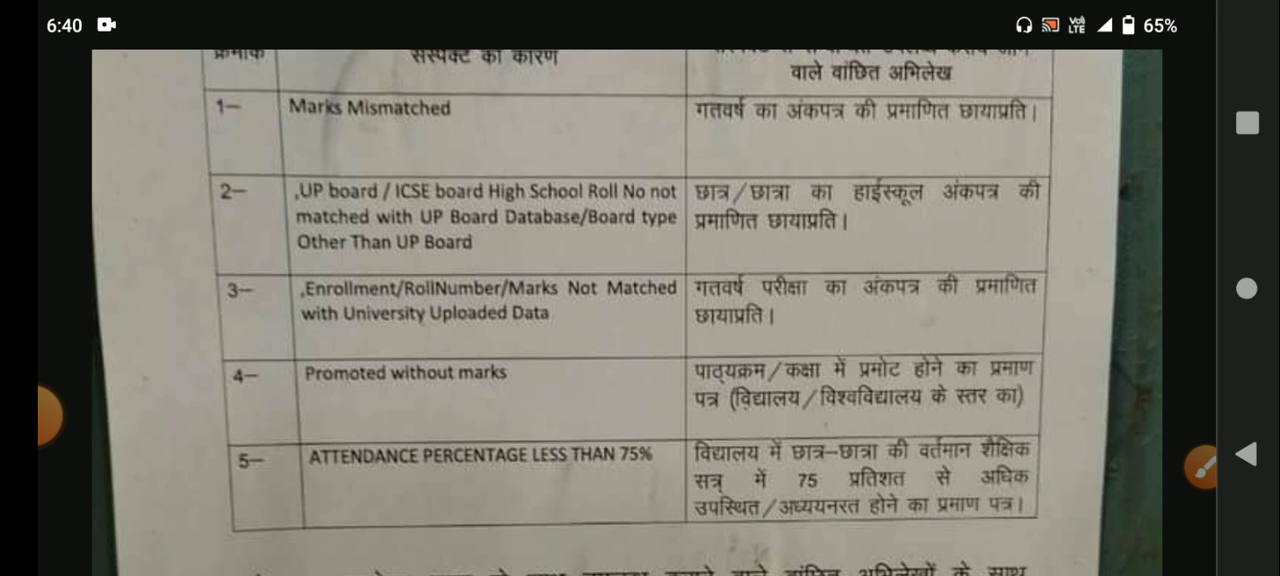 6:40
VoLTE 65%
क्रमांक
सस्पेक्ट का कारण
वाले वांछित अभिलेख
1—
Marks Mismatched
गतवर्ष का अंकपत्र की प्रमाणित छायाप्रति।
2—
,UP board / ICSE board High School Roll No not
matched with UP Board Database/Board type
Other Than UP Board
छात्र/छात्रा का हाईस्कूल अंकपत्र की
प्रमाणित छायाप्रति।
3—
,Enrollment/RollNumber/Marks Not Matched
with University Uploaded Data
गतवर्ष परीक्षा का अंकपत्र की प्रमाणित
छायाप्रति।
4—
Promoted without marks
पाठ्यक्रम/कक्षा में प्रमोट होने का प्रमाण
पत्र (विद्यालय/विश्वविद्यालय के स्तर का)
5—
ATTENDANCE PERCENTAGE LESS THAN 75%
विद्यालय में छात्र–छात्रा की वर्तमान शैक्षिक
सत्र् में 75 प्रतिशत से अधिक
उपस्थित/अध्ययनरत होने का प्रमाण पत्र।
वाले वांछित अभिलेखों के साथ